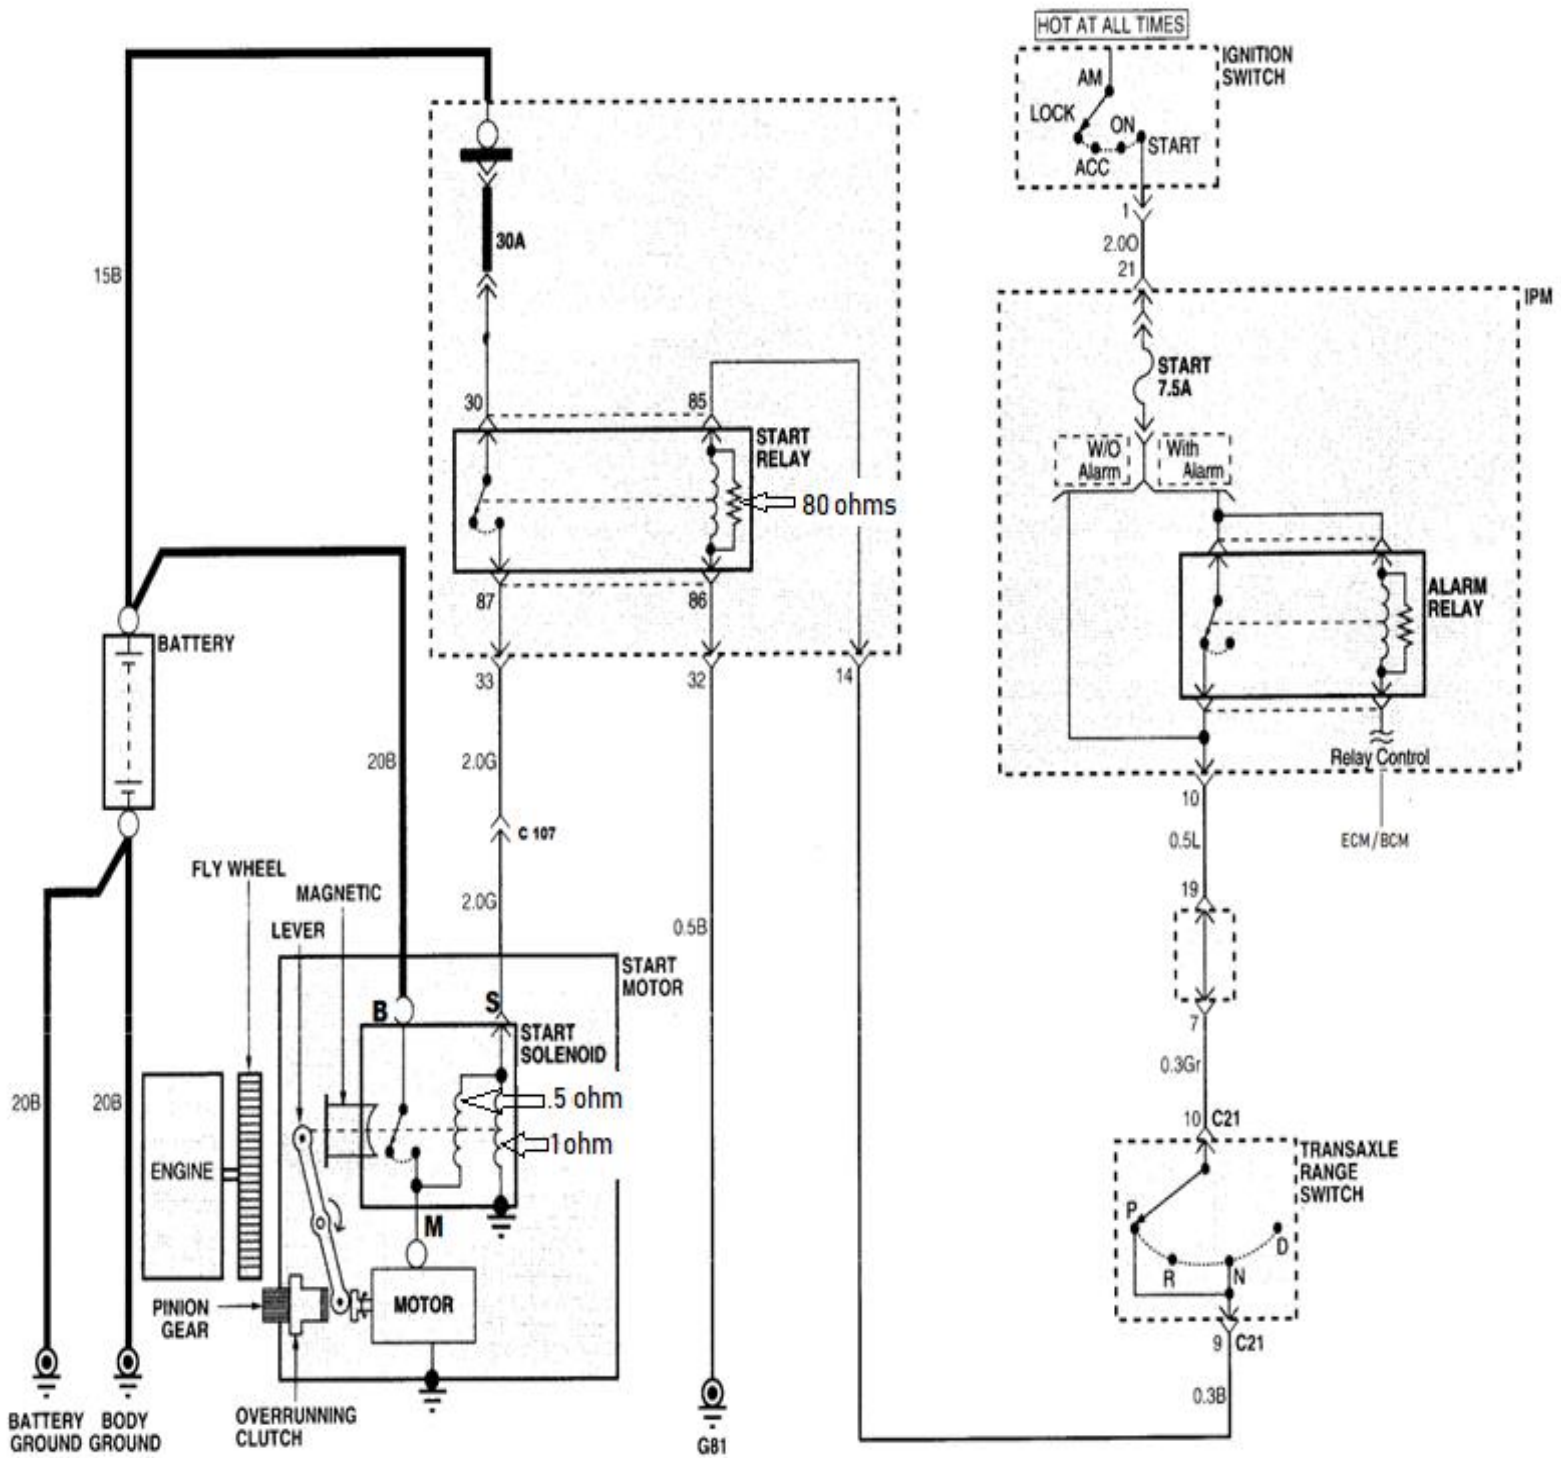 HOT AT ALL TIMES
IGNITION
SWITCH
AM
LOCK
ON
START
ACC
1
2.0O
21
IPM
START
7.5A
W/O
Alarm
With
Alarm
ALARM
RELAY
Relay Control
10
0.5L
ECM/BCM
19
7
0.3Gr
10 C21
TRANSAXLE
RANGE
SWITCH
P
R
N
D
9 C21
0.3B
15B
30A
30
85
START
RELAY
80 ohms
87
86
33
32
14
BATTERY
20B
2.0G
C 107
2.0G
0.5B
FLY WHEEL
MAGNETIC
LEVER
START
MOTOR
B
S
START
SOLENOID
.5 ohm
1 ohm
20B
20B
ENGINE
M
MOTOR
PINION
GEAR
OVERRUNNING
CLUTCH
BATTERY
GROUND
BODY
GROUND
G81